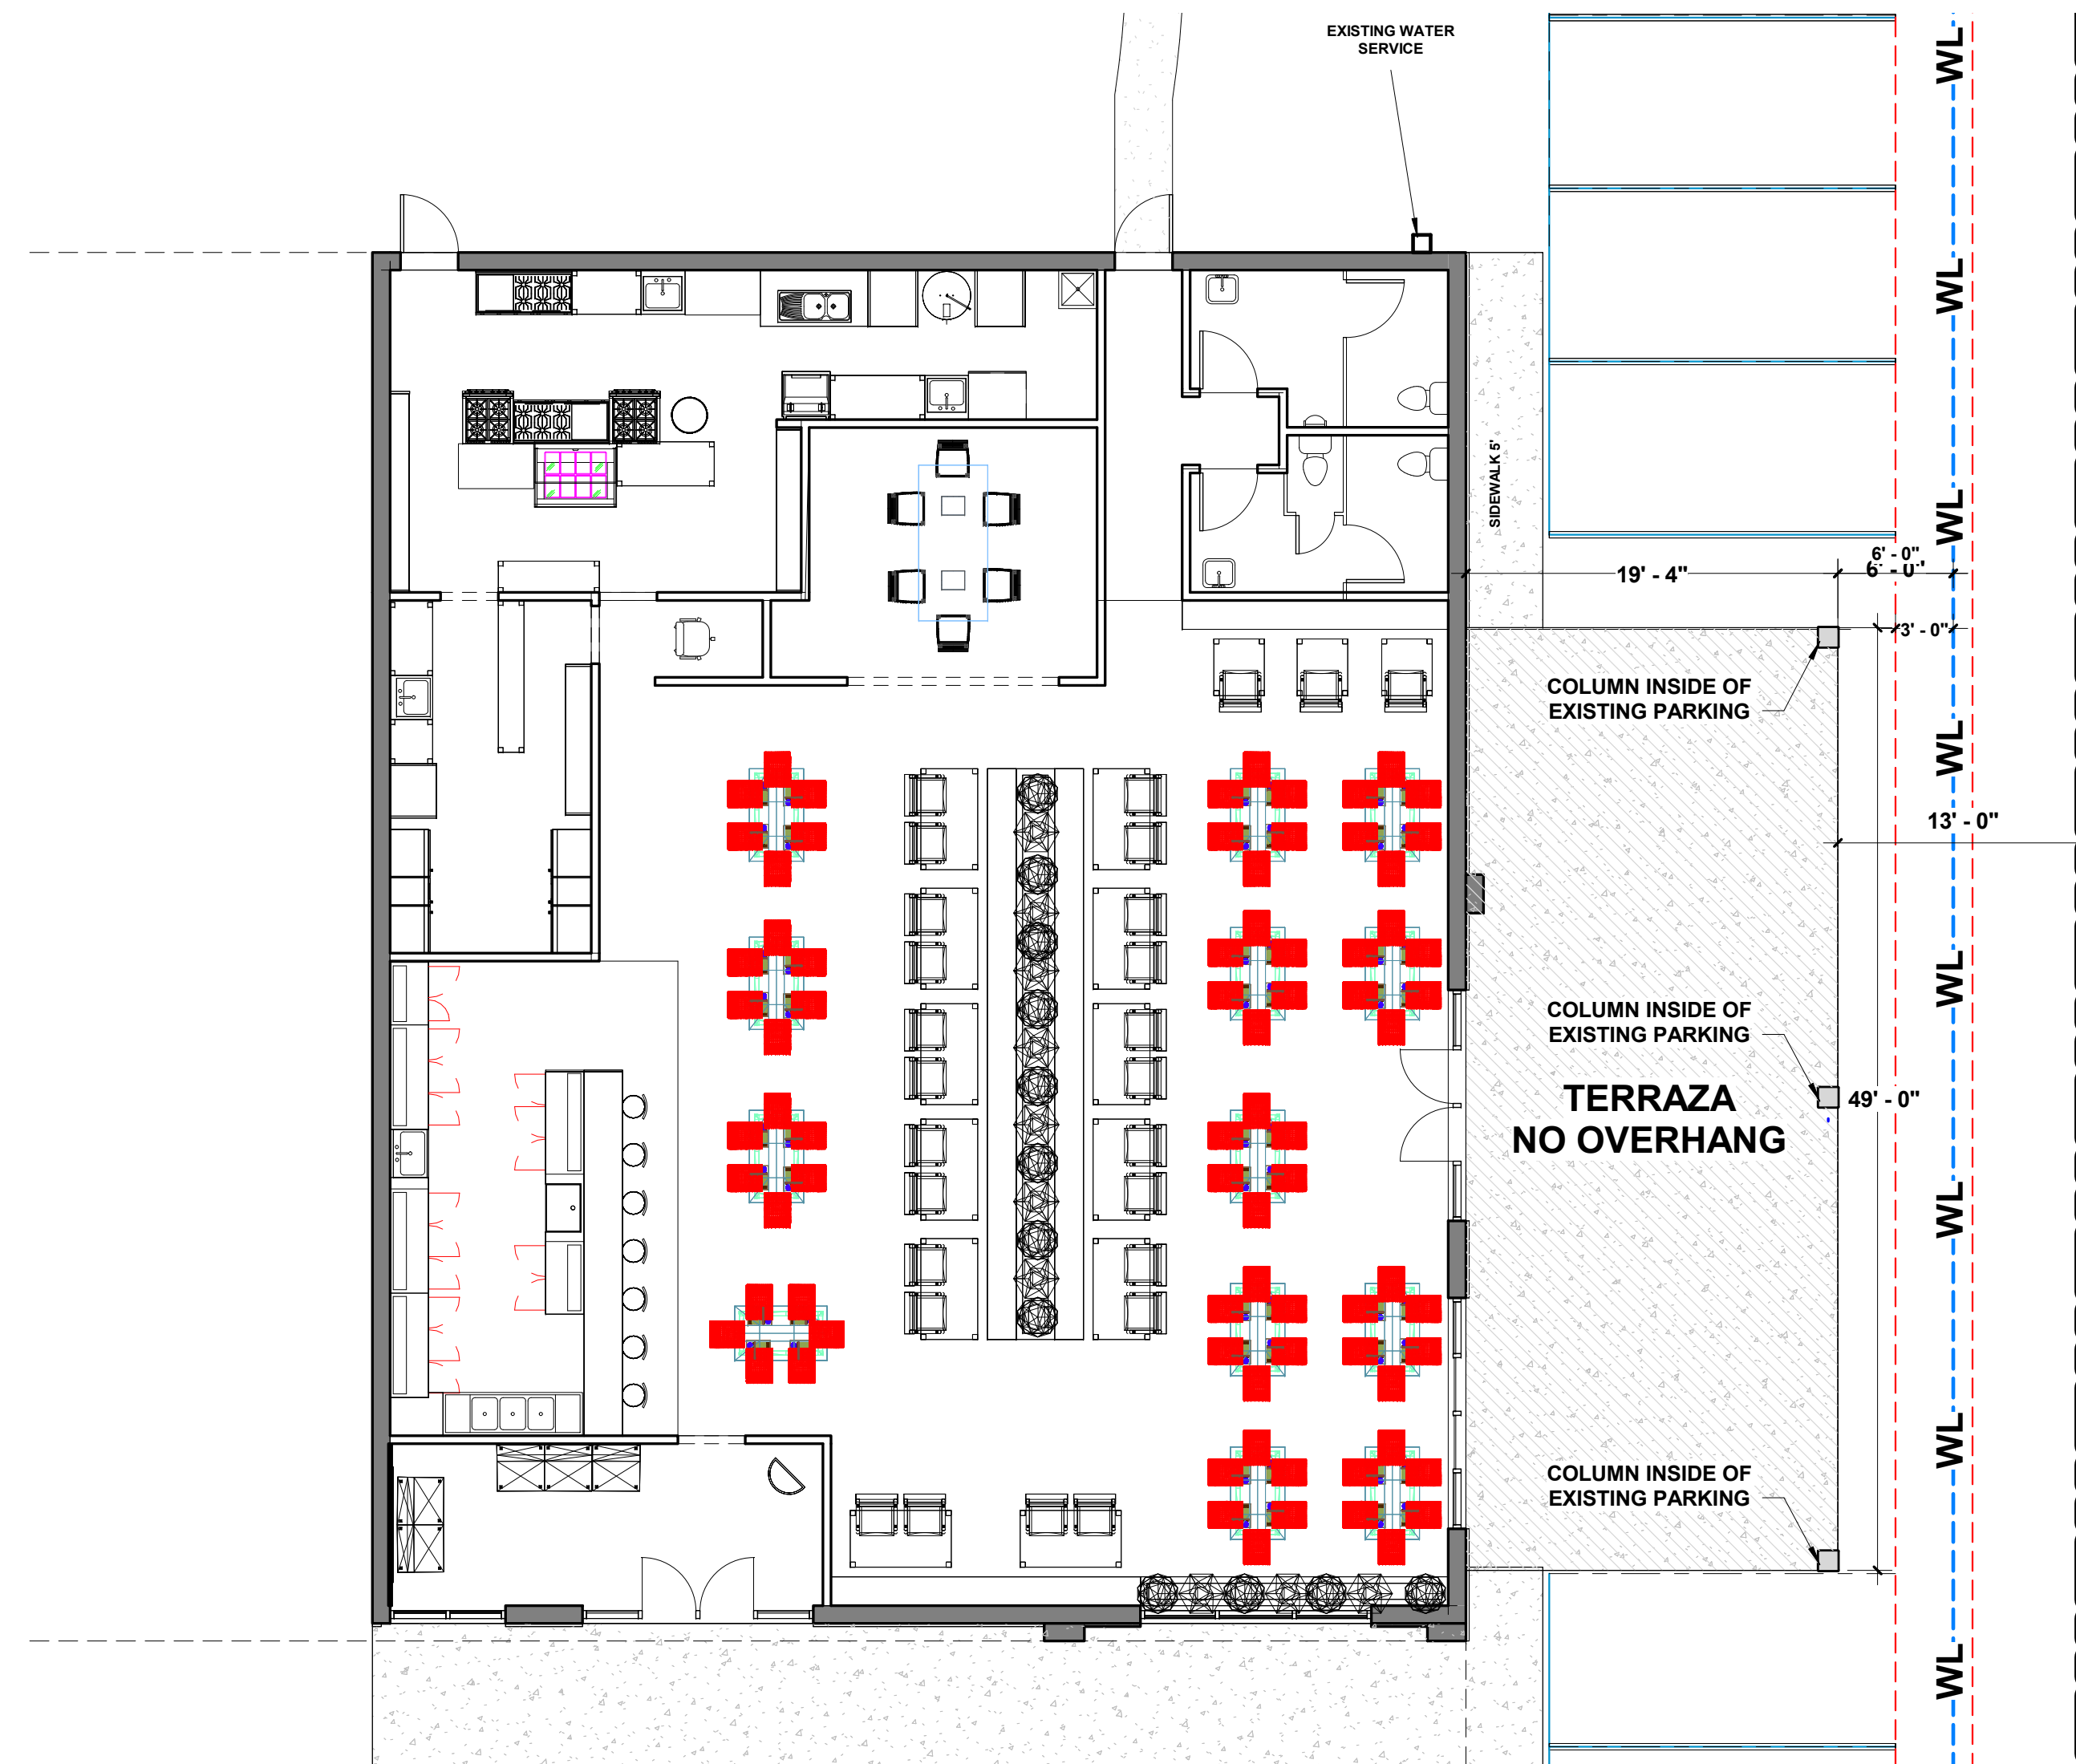 EXISTING WATER
SERVICE
WL
WL
WL
SIDEWALK 5'
19' - 4"
6' - 0"
6' - 0"
3' - 0"
COLUMN INSIDE OF
EXISTING PARKING
WL
13' - 0"
WL
COLUMN INSIDE OF
EXISTING PARKING
TERRAZA
NO OVERHANG
49' - 0"
WL
WL
COLUMN INSIDE OF
EXISTING PARKING
WL